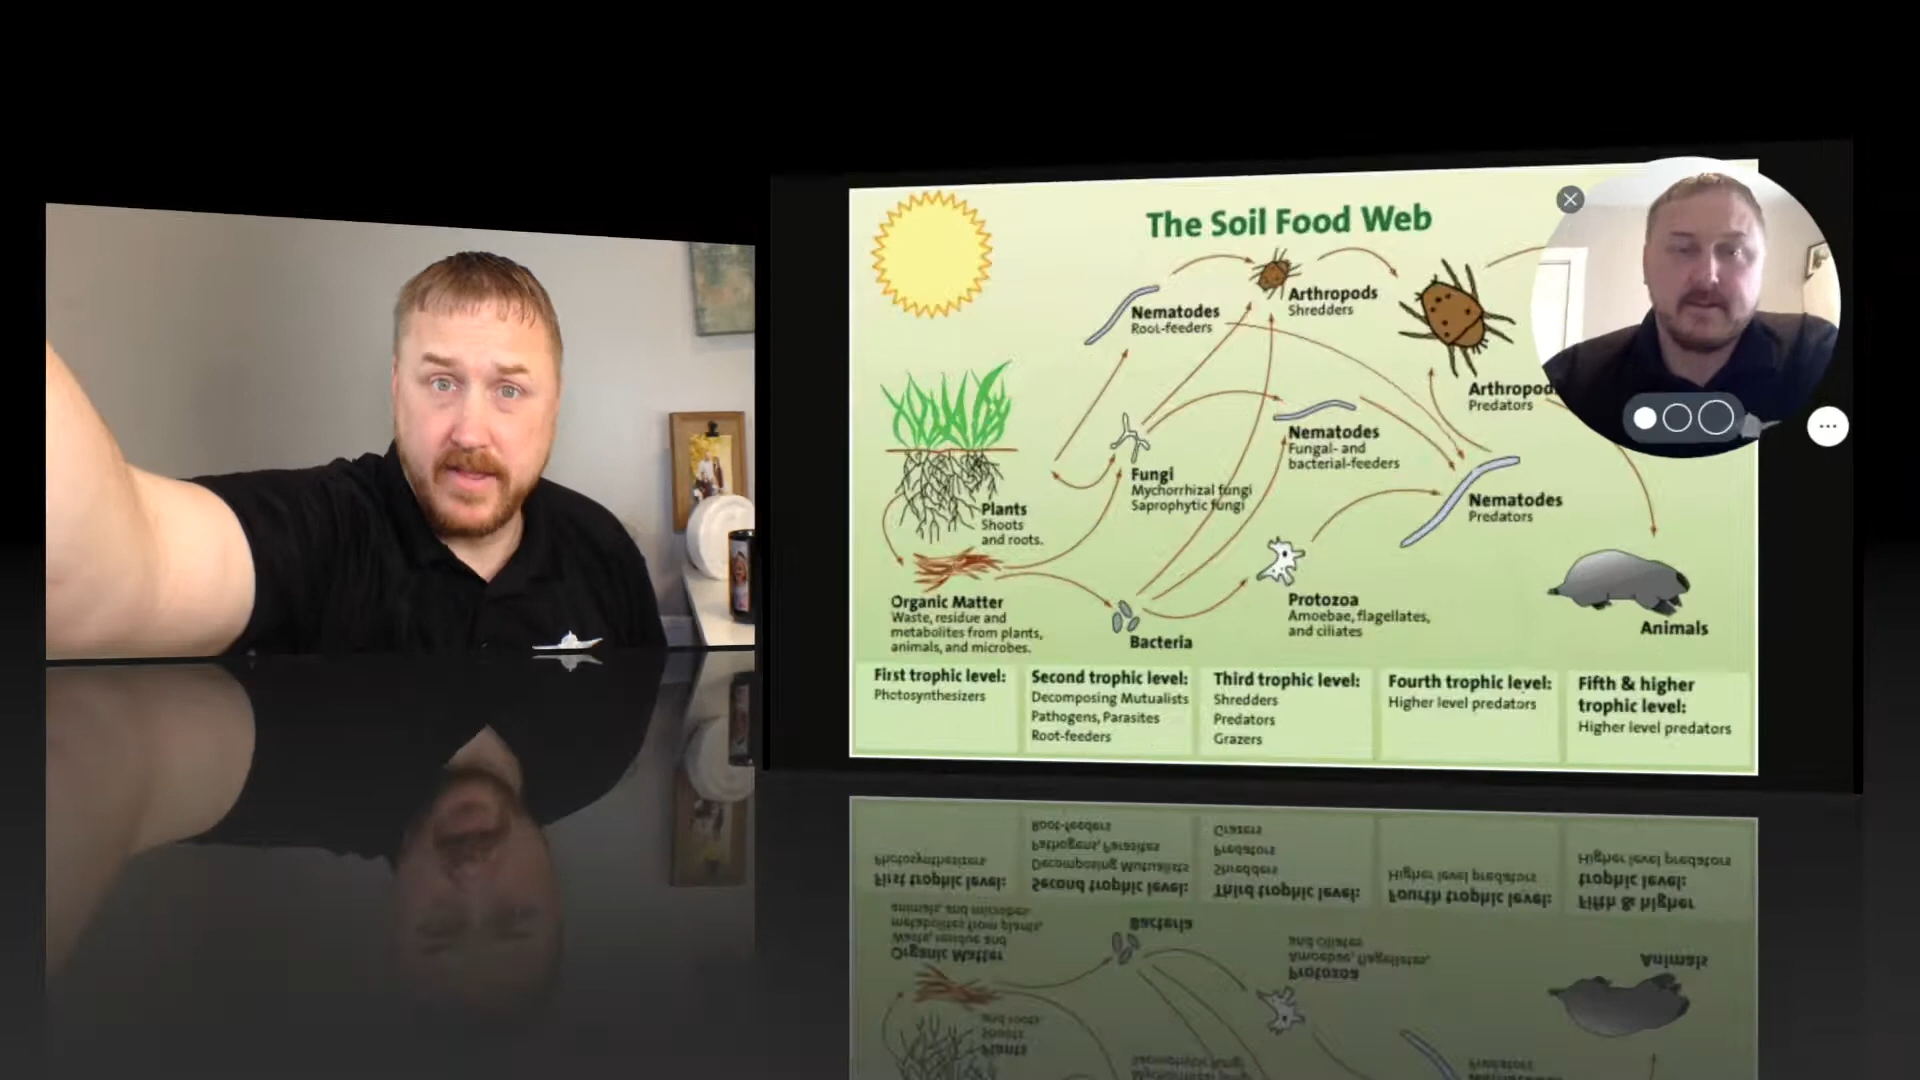 The Soil Food Web
Arthropods
Shredders
Nematodes
Root-feeders
Arthropod
Predators
Nematodes
Fungal- and
bacterial-feeders
Fungi
Mychorrhizal fungi
Saprophytic fungi
Nematodes
Predators
Plants
Shoots
and roots.
Organic Matter
Waste, residue and
metabolites from plants,
animals, and microbes.
Protozoa
Amoebae, flagellates,
and ciliates
Bacteria
Animals
First trophic level:
Photosynthesizers
Second trophic level:
Decomposing Mutualists
Pathogens, Parasites
Root-feeders
Third trophic level:
Shredders
Predators
Grazers
Fourth trophic level:
Higher level predators
Fifth & higher
trophic level:
Higher level predators